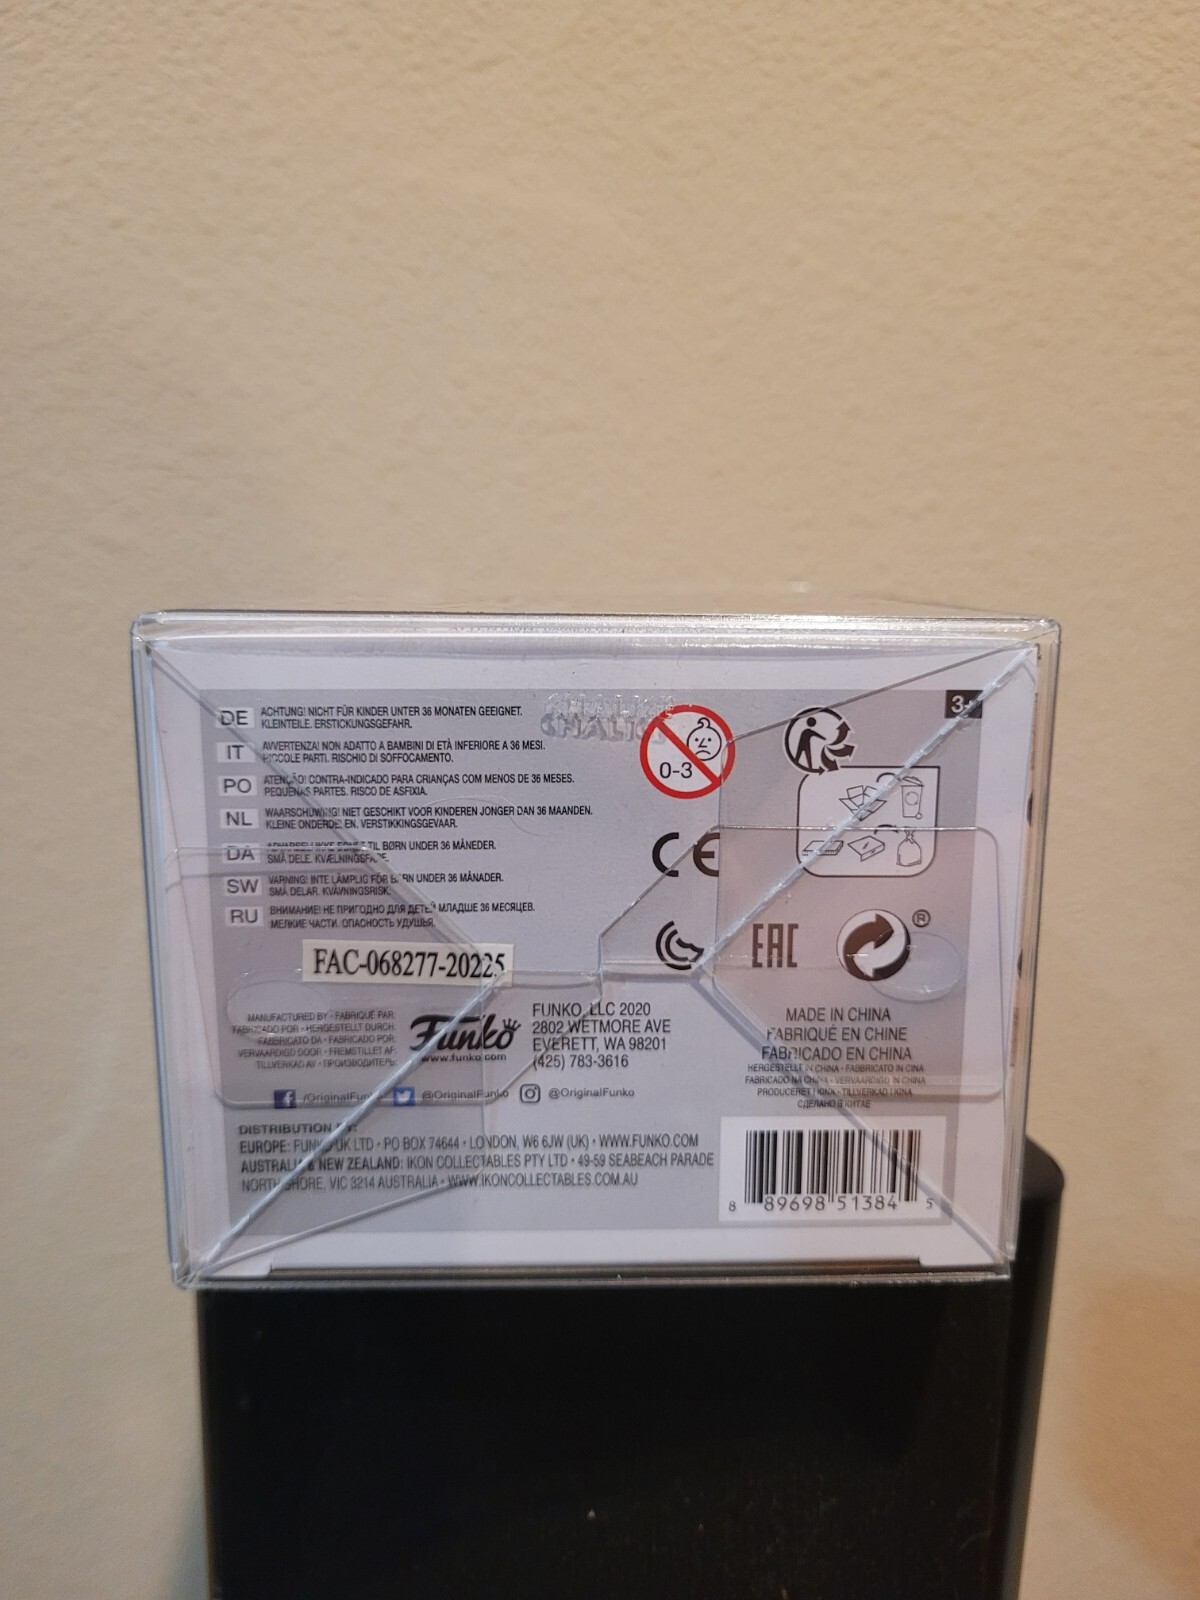 3+
DE ACHTUNG! NICHT FÜR KINDER UNTER 36 MONATEN GEEIGNET.
KLEINTEILE. ERSTICKUNGSGEFAHR.
IT AVVERTENZA! NON ADATTO A BAMBINI DI ETÀ INFERIORE A 36 MESI.
PICCOLE PARTI. RISCHIO DI SOFFOCAMENTO.
PO ATENÇÃO! CONTRA-INDICADO PARA CRIANÇAS COM MENOS DE 36 MESES.
PEQUENAS PARTES. RISCO DE ASFIXIA.
NL WAARSCHUWING! NIET GESCHIKT VOOR KINDEREN JONGER DAN 36 MAANDEN.
KLEINE ONDERDELEN. VERSTIKKINGSGEVAAR.
DA ADVARSEL! IKKE EGNET TIL BØRN UNDER 36 MÅNEDER.
SMÅ DELE. KVÆLNINGSFARE.
SW VARNING! INTE LÄMPLIG FÖR BARN UNDER 36 MÅNADER.
SMÅ DELAR. KVÄVNINGSRISK.
RU ВНИМАНИЕ! НЕ ПРИГОДНО ДЛЯ ДЕТЕЙ МЛАДШЕ 36 МЕСЯЦЕВ.
МЕЛКИЕ ЧАСТИ. ОПАСНОСТЬ УДУШЬЯ.
0-3
CE
EAC
®
FAC-068277-20225
MANUFACTURED BY • FABRIQUÉ PAR:
FABRICADO POR • HERGESTELLT DURCH:
FABBRICATO DA • FABRICADO POR:
VERVAARDIGD DOOR • FREMSTILLET AF:
TILLVERKAD AV • ПРОИЗВОДИТЕЛЬ:
Funko
www.funko.com
FUNKO, LLC 2020
2802 WETMORE AVE
EVERETT, WA 98201
(425) 783-3616
/OriginalFunko @OriginalFunko @OriginalFunko
MADE IN CHINA
FABRIQUÉ EN CHINE
FABRICADO EN CHINA
HERGESTELLT IN CHINA • FABBRICATO IN CINA
FABRICADO NA CHINA • VERVAARDIGD IN CHINA
PRODUCERET I KINA • TILLVERKAD I KINA
СДЕЛАНО В КИТАЕ
DISTRIBUTION BY:
EUROPE: FUNKO UK LTD • PO BOX 74644 • LONDON, W6 6JW (UK) • WWW.FUNKO.COM
AUSTRALIA & NEW ZEALAND: IKON COLLECTABLES PTY LTD • 49-59 SEABEACH PARADE
NORTH SHORE, VIC 3214 AUSTRALIA • WWW.IKONCOLLECTABLES.COM.AU
8 89698 51384 5